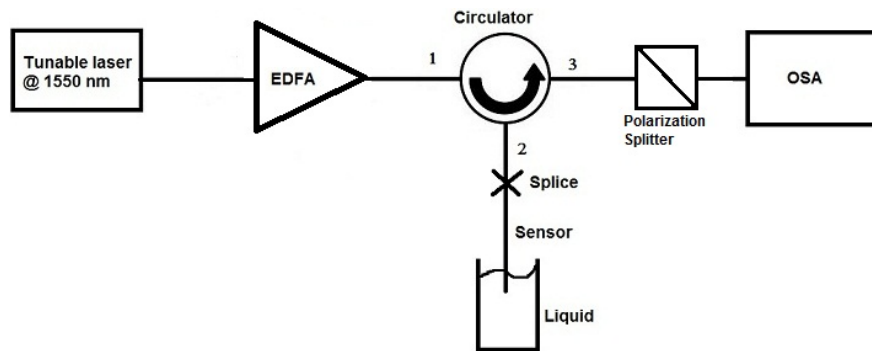 Circulator
Tunable laser
@ 1550 nm
EDFA
1
3
OSA
Polarization
Splitter
2
Splice
Sensor
Liquid